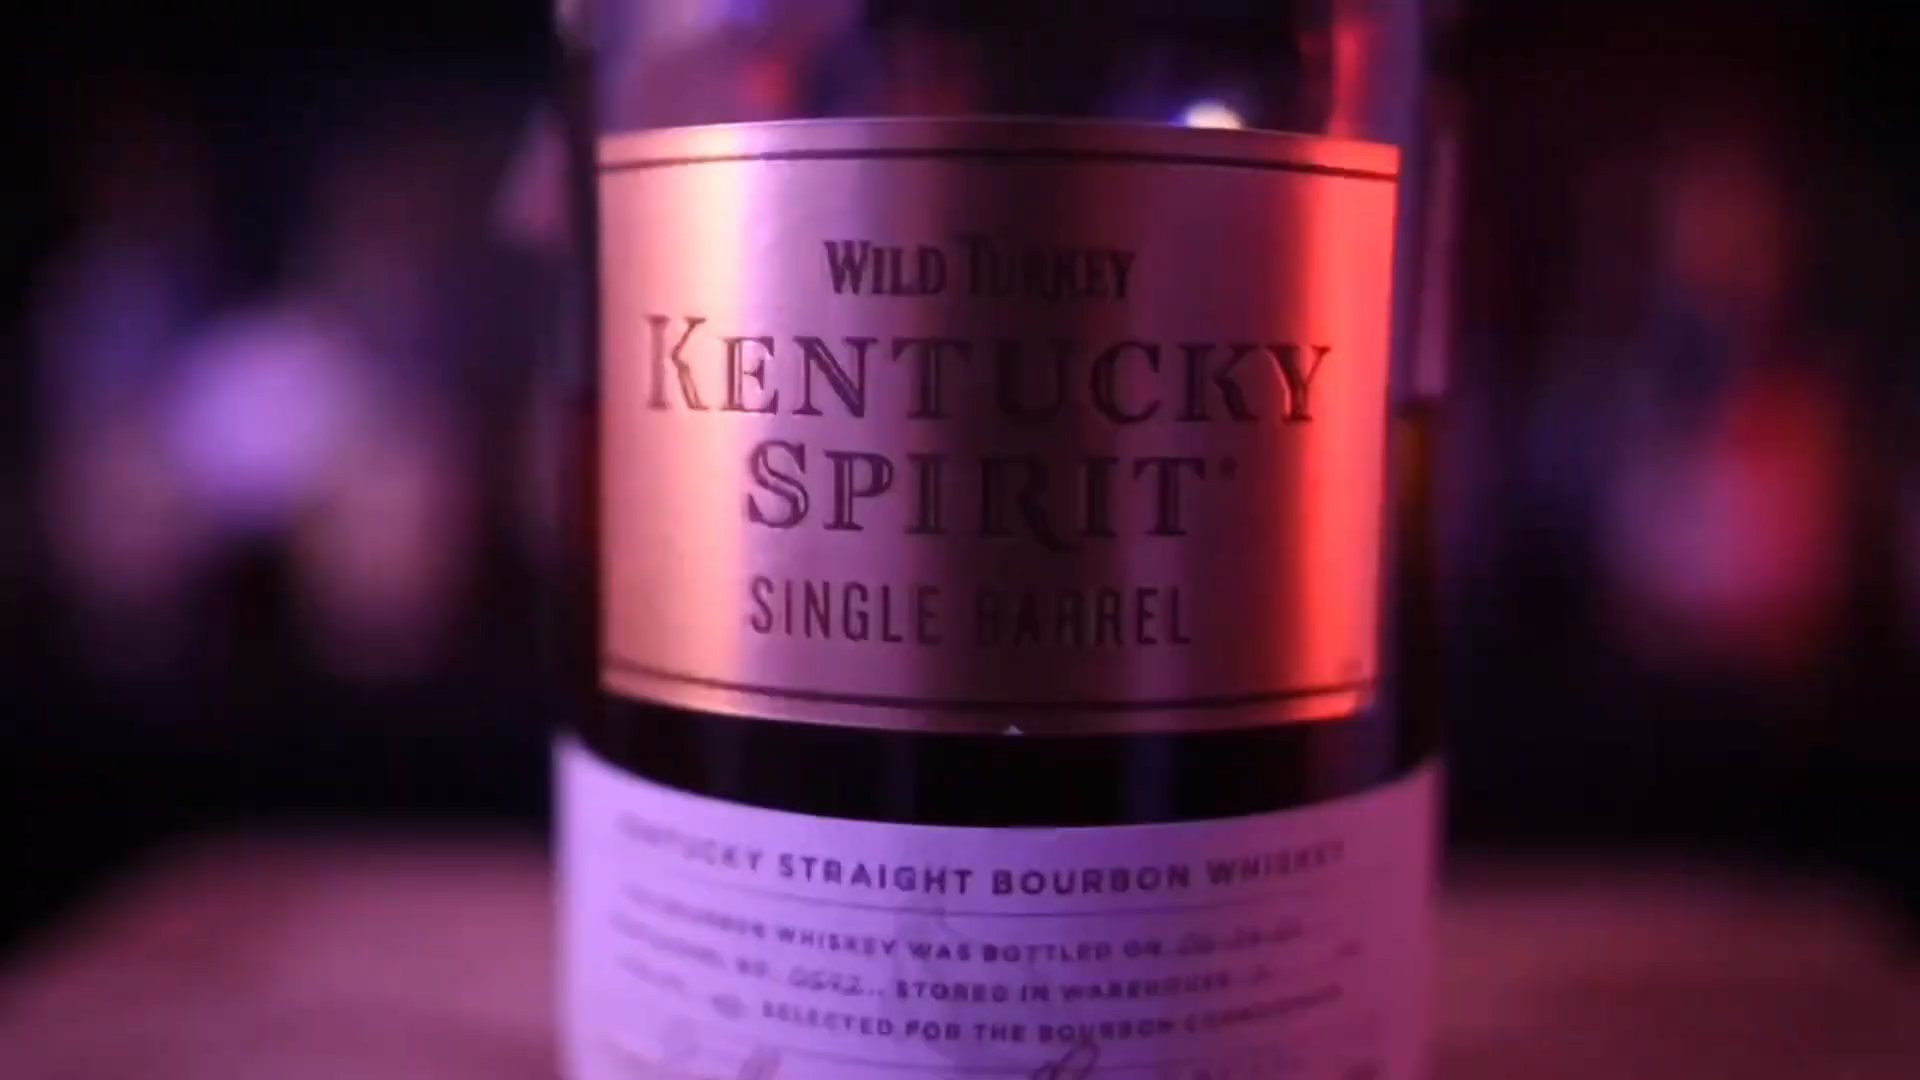 WILD TURKEY
KENTUCKY
SPIRIT
SINGLE BARREL
KENTUCKY STRAIGHT BOURBON WHISKEY
BOURBON WHISKEY WAS BOTTLED ON
STORED IN WAREHOUSE
SELECTED FOR THE BOURBON